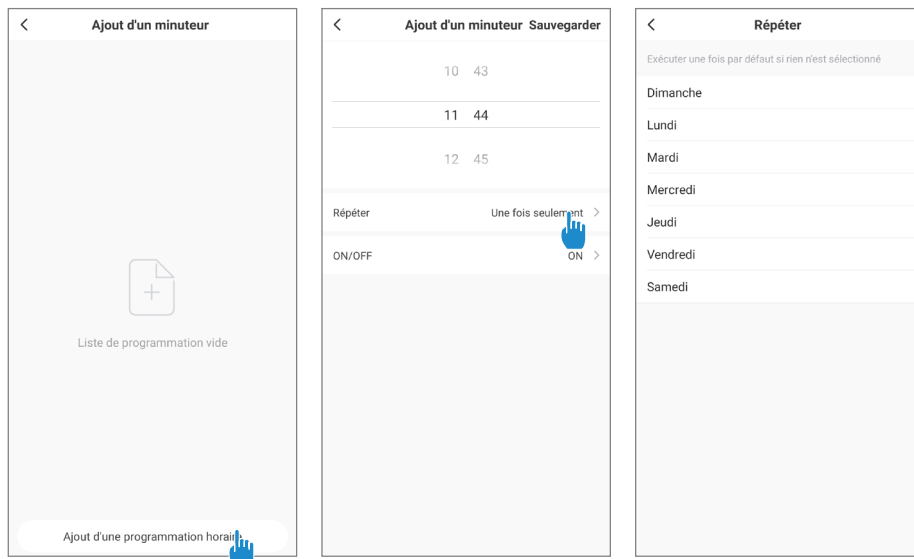 Ajout d'un minuteur
Liste de programmation vide
Ajout d'une programmation horaire
Ajout d'un minuteur Sauvegarder
10 43
11 44
12 45
Répéter Une fois seulement
ON/OFF ON
Répéter
Exécuter une fois par défaut si rien n'est sélectionné
Dimanche
Lundi
Mardi
Mercredi
Jeudi
Vendredi
Samedi